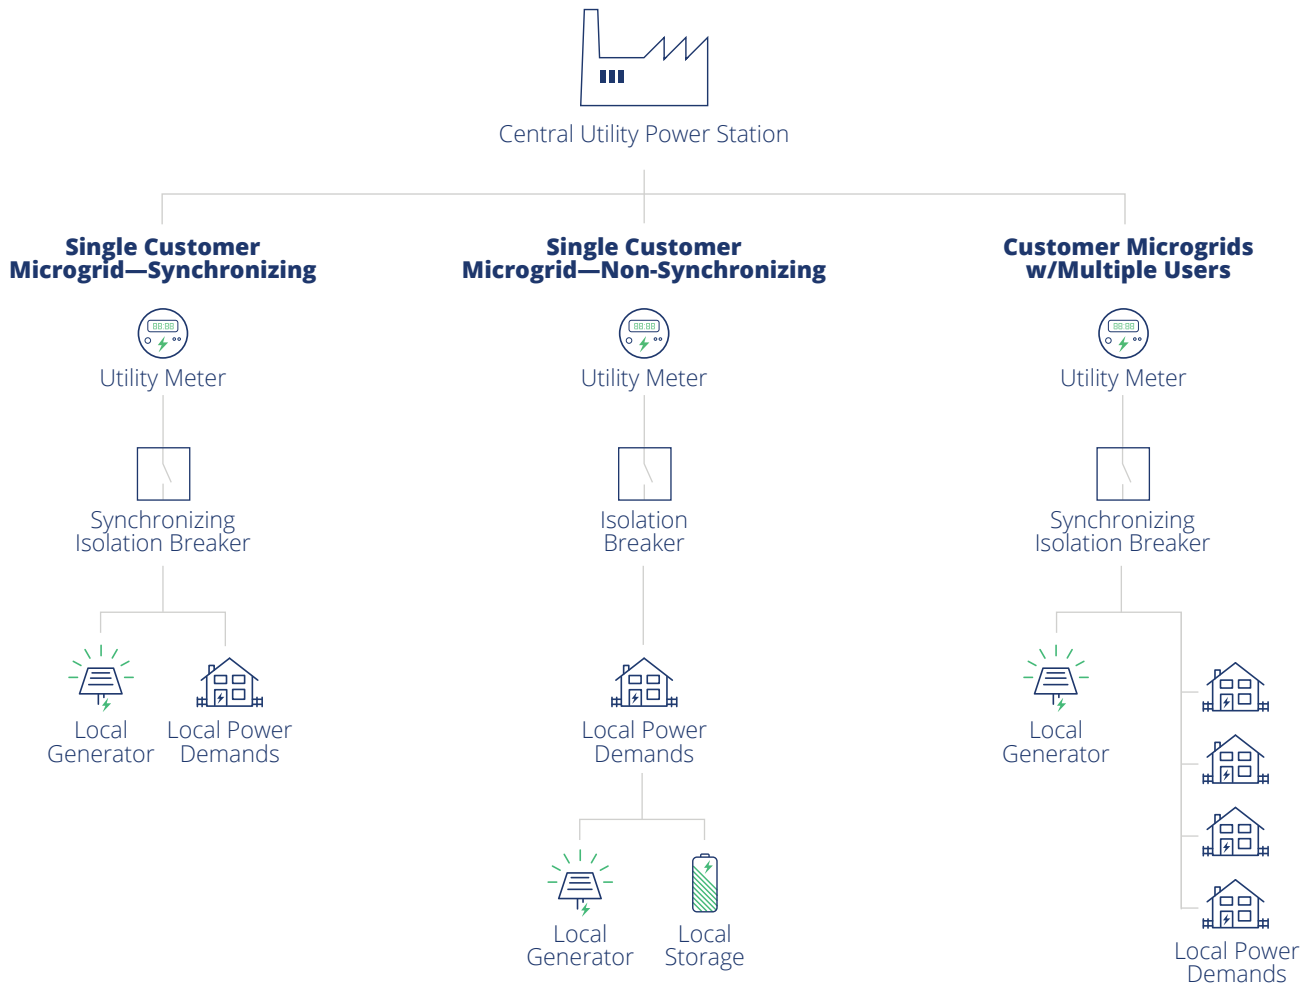 Central Utility Power Station
Single Customer
Microgrid—Synchronizing
Utility Meter
Synchronizing
Isolation Breaker
Local
Generator
Local Power
Demands
Single Customer
Microgrid—Non-Synchronizing
Utility Meter
Isolation
Breaker
Local Power
Demands
Local
Generator
Local
Storage
Customer Microgrids
w/Multiple Users
Utility Meter
Synchronizing
Isolation Breaker
Local
Generator
Local Power
Demands